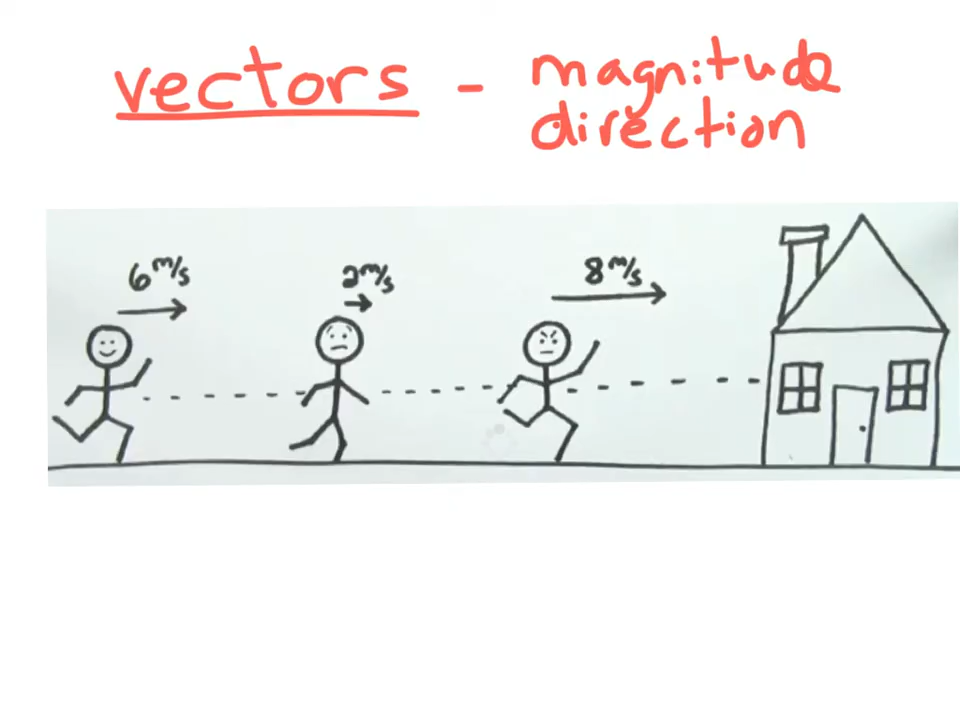 vectors - magnitude
direction
6 m/s
2 m/s
8 m/s